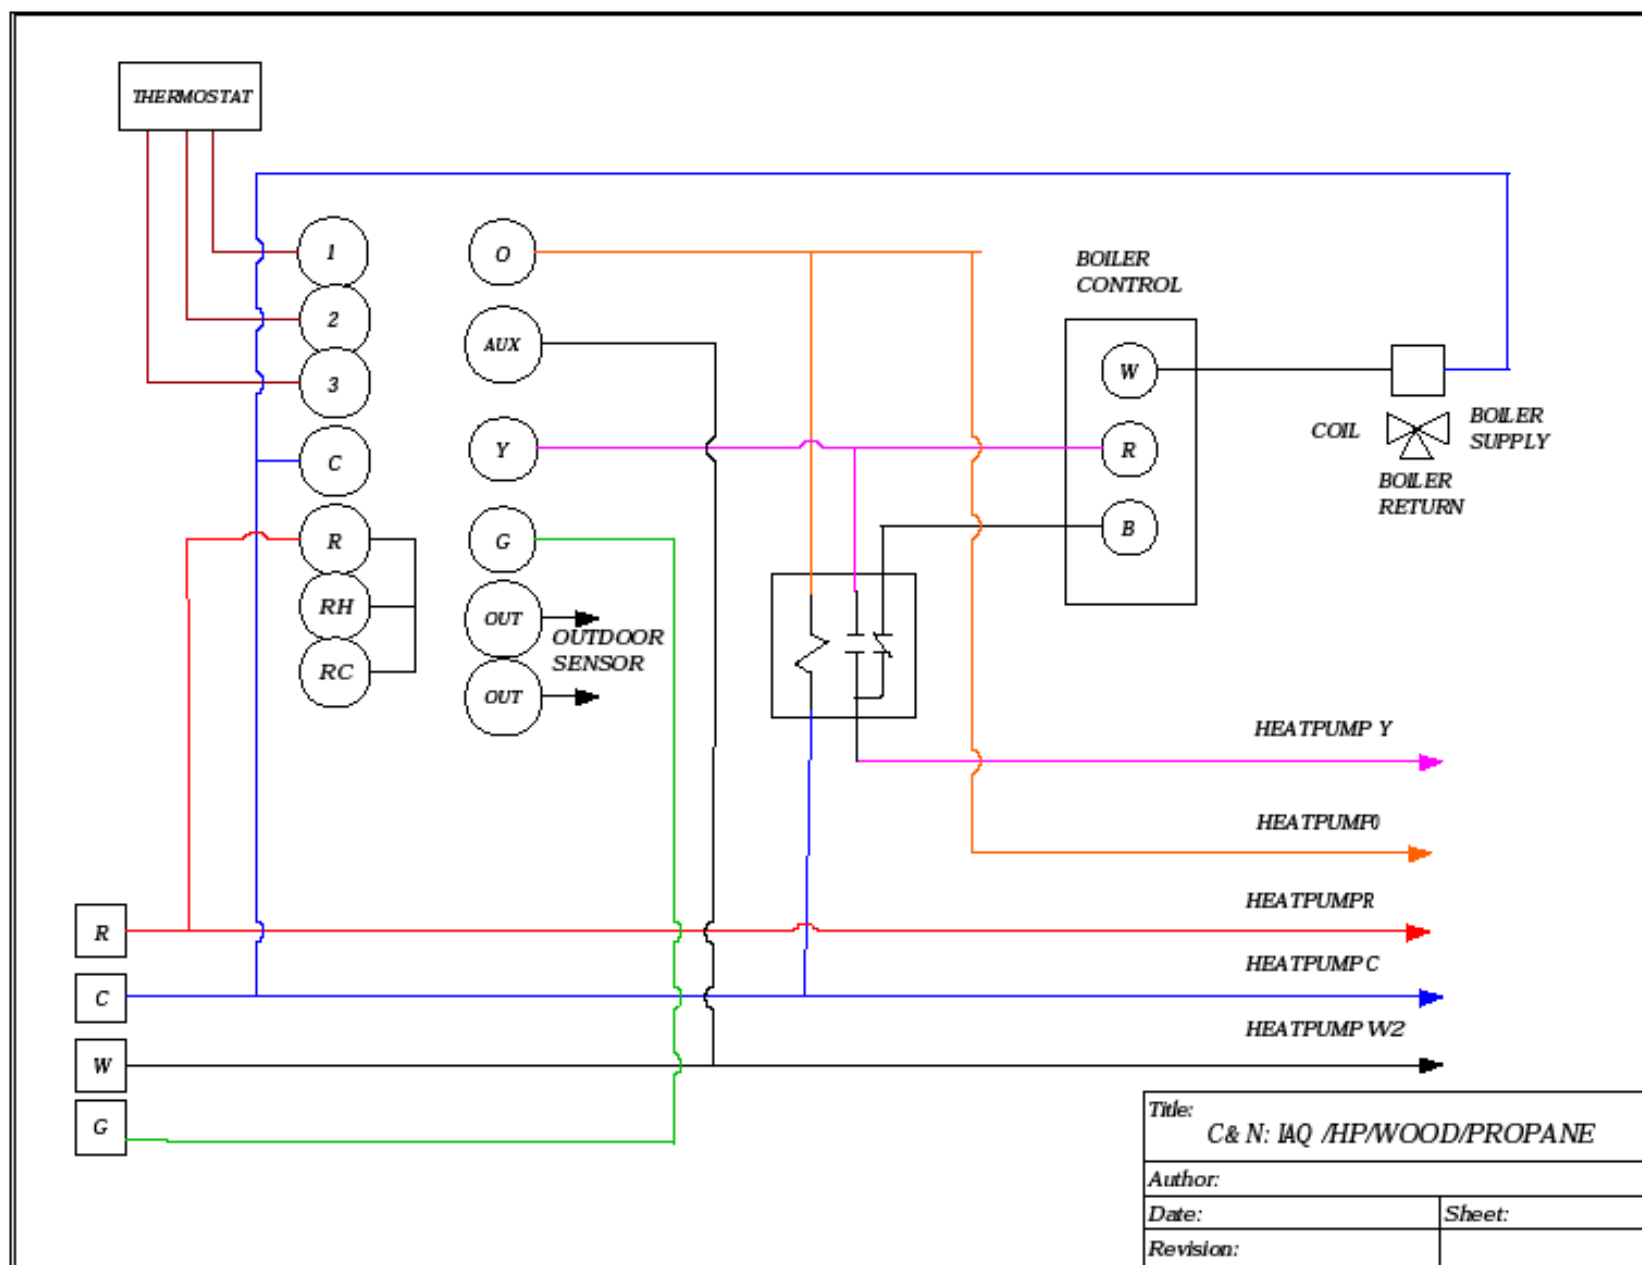 THERMOSTAT
1
2
3
C
R
RH
RC
O
AUX
Y
G
OUT
OUT
OUTDOOR
SENSOR
BOILER
CONTROL
W
R
B
COIL
BOILER
SUPPLY
BOILER
RETURN
HEATPUMP Y
HEATPUMP0
HEATPUMPR
HEATPUMP C
HEATPUMP W2
R
C
W
G
Title:
C& N: IAQ /HP/WOOD/PROPANE
Author:
Date:
Sheet:
Revision: